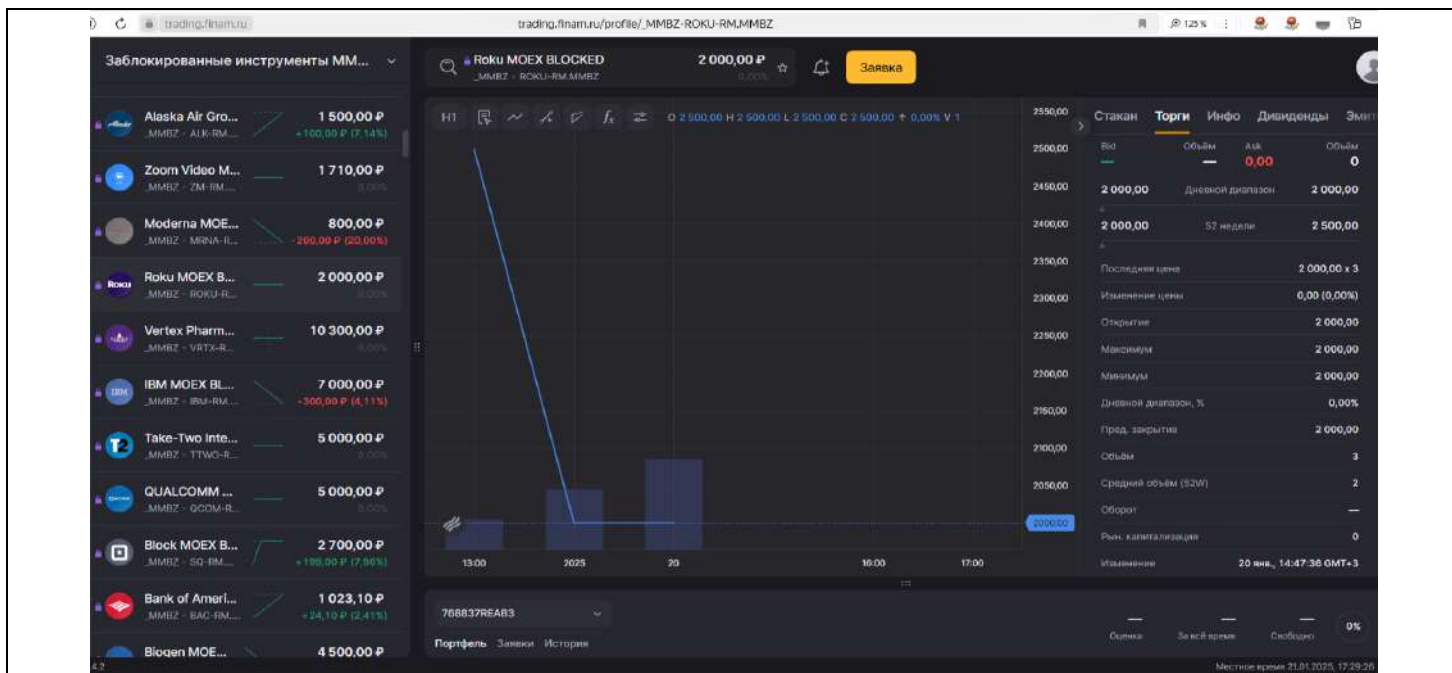 trading.finam.ru
trading.finam.ru/profile/_MMBZ-ROKU-RM.MMBZ
125 %
Заблокированные инструменты MM...
Roku MOEX BLOCKED
_MMBZ · ROKU-RM.MMBZ
2 000,00 ₽
0,00%
Заявка
Alaska Air Gro...
_MMBZ · ALK-RM....
1 500,00 ₽
+100,00 ₽ (7,14%)
Zoom Video M...
_MMBZ · ZM-RM....
1 710,00 ₽
0,00%
Moderna MOE...
_MMBZ · MRNA-R...
800,00 ₽
-200,00 ₽ (20,00%)
ROKU
Roku MOEX B...
_MMBZ · ROKU-R...
2 000,00 ₽
0,00%
Vertex Pharm...
_MMBZ · VRTX-R...
10 300,00 ₽
0,00%
IBM
IBM MOEX BL...
_MMBZ · IBM-RM....
7 000,00 ₽
-300,00 ₽ (4,11%)
T2
Take-Two Inte...
_MMBZ · TTWO-R...
5 000,00 ₽
0,00%
QUALCOMM ...
_MMBZ · QCOM-R...
5 000,00 ₽
0,00%
Block MOEX B...
_MMBZ · SQ-RM....
2 700,00 ₽
Bank of Ameri...
_MMBZ · BAC-RM....
1 023,10 ₽
+24,10 ₽ (2,41%)
Biogen MOE...
4 500,00 ₽
4.2
H1
fx
O 2 500,00 H 2 500,00 L 2 500,00 C 2 500,00 ↑ 0,00% V 1
2550,00
2500,00
2450,00
2400,00
2350,00
2300,00
2250,00
2200,00
2150,00
2100,00
2050,00
2000,00
13:00 2025 20 16:00 17:00
Стакан Торги Инфо Дивиденды Эмит
Bid Объём Ask Объём
— — 0,00 0
2 000,00 Дневной диапазон 2 000,00
2 000,00 52 недели 2 500,00
Последняя цена 2 000,00 x 3
Изменение цены 0,00 (0,00%)
Открытие 2 000,00
Максимум 2 000,00
Минимум 2 000,00
Дневной диапазон, % 0,00%
Пред. закрытие 2 000,00
Объём 3
Средний объём (52W) 2
Оборот —
Рын. капитализация 0
Изменение 20 янв., 14:47:36 GMT+3
768837REAB3
Портфель Заявки История
— — —
Оценка За всё время Свободно
0%
Местное время 21.01.2025, 17:29:26